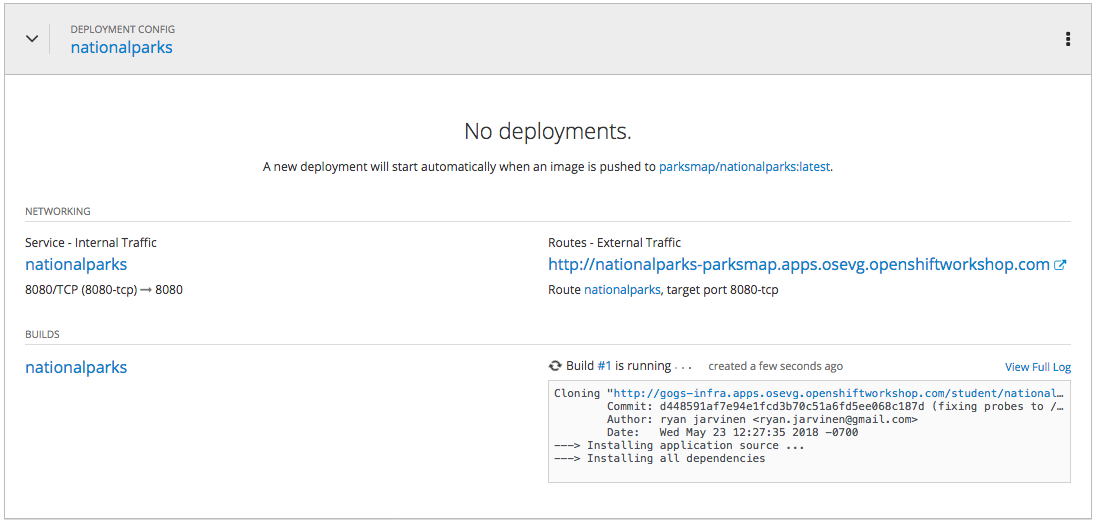 DEPLOYMENT CONFIG
nationalparks
No deployments.
A new deployment will start automatically when an image is pushed to parksmap/nationalparks:latest.
NETWORKING
Service - Internal Traffic
nationalparks
8080/TCP (8080-tcp) → 8080
Routes - External Traffic
http://nationalparks-parksmap.apps.osevg.openshiftworkshop.com
Route nationalparks, target port 8080-tcp
BUILDS
nationalparks
Build #1 is running . . . created a few seconds ago View Full Log
Cloning "http://gogs-infra.apps.osevg.openshiftworkshop.com/student/national…
Commit: d448591af7e94e1fcd3b70c51a6fd5ee068c187d (fixing probes to /…
Author: ryan jarvinen <ryan.jarvinen@gmail.com>
Date: Wed May 23 12:27:35 2018 -0700
---> Installing application source ...
---> Installing all dependencies